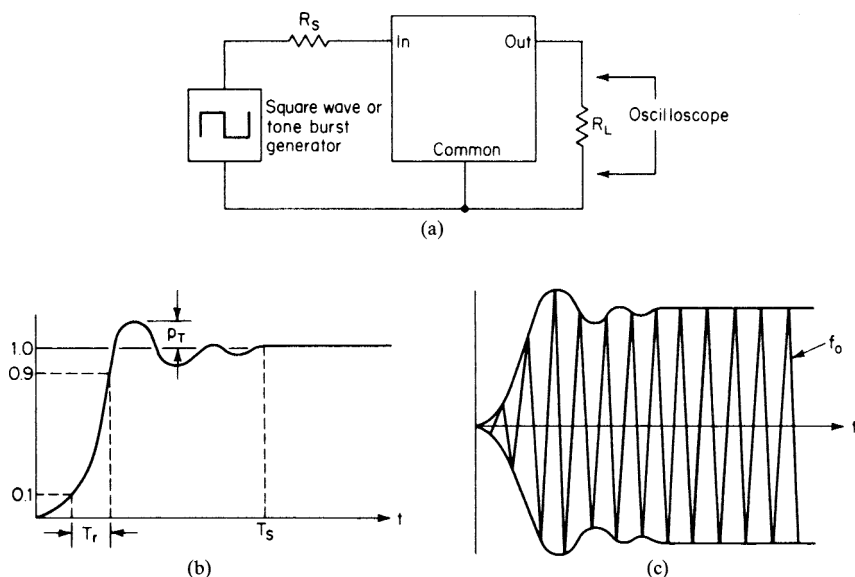 R_S
In
Out
Square wave or
tone burst
generator
Common
R_L
Oscilloscope
(a)
P_T
1.0
0.9
0.1
T_r
T_s
t
(b)
f_o
t
(c)